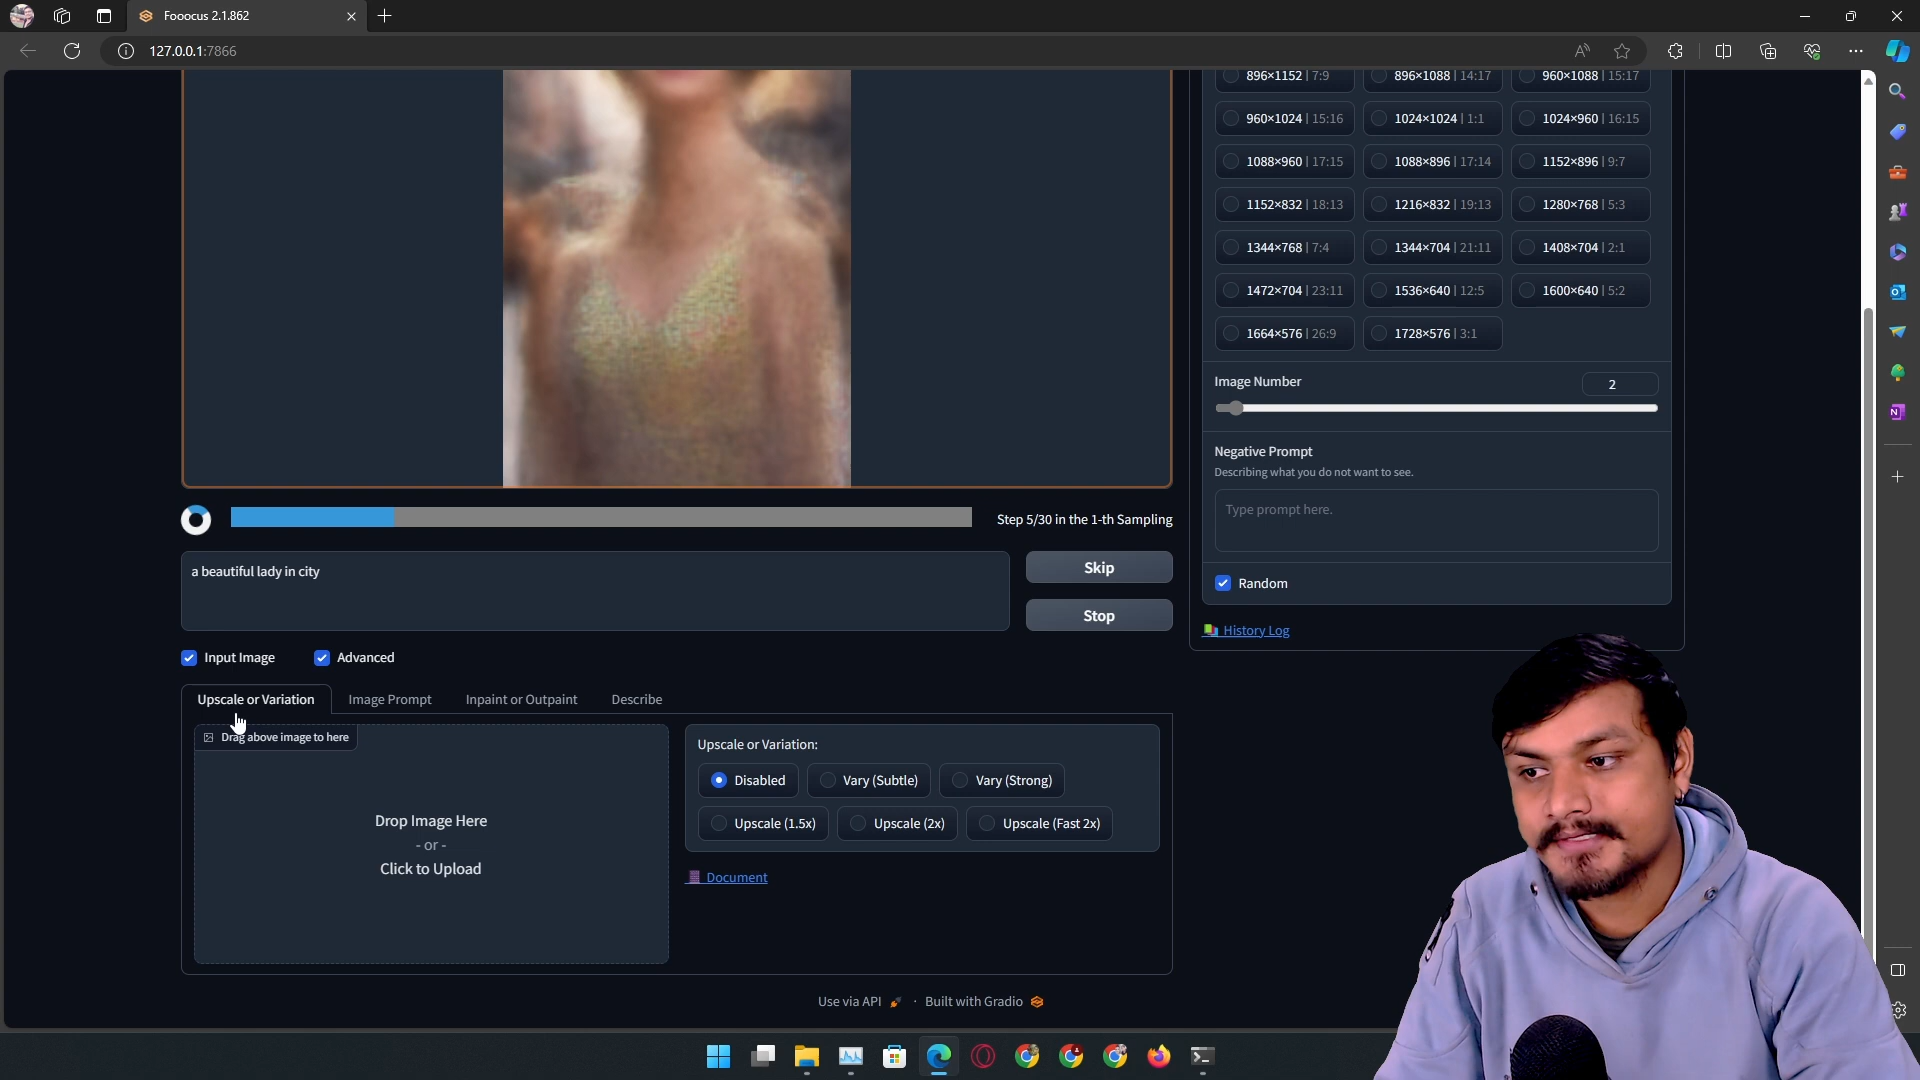 Fooocus 2.1.862
127.0.0.1:7866
896×1152 | 7:9
896×1088 | 14:17
960×1088 | 15:17
960×1024 | 15:16
1024×1024 | 1:1
1024×960 | 16:15
1088×960 | 17:15
1088×896 | 17:14
1152×896 | 9:7
1152×832 | 18:13
1216×832 | 19:13
1280×768 | 5:3
1344×768 | 7:4
1344×704 | 21:11
1408×704 | 2:1
1472×704 | 23:11
1536×640 | 12:5
1600×640 | 5:2
1664×576 | 26:9
1728×576 | 3:1
Image Number
2
Negative Prompt
Describing what you do not want to see.
Type prompt here.
Random
History Log
Step 5/30 in the 1-th Sampling
a beautiful lady in city
Skip
Stop
Input Image
Advanced
Upscale or Variation
Image Prompt
Inpaint or Outpaint
Describe
Drag above image to here
Drop Image Here
- or -
Click to Upload
Upscale or Variation:
Disabled
Vary (Subtle)
Vary (Strong)
Upscale (1.5x)
Upscale (2x)
Upscale (Fast 2x)
Document
Use via API
·
Built with Gradio